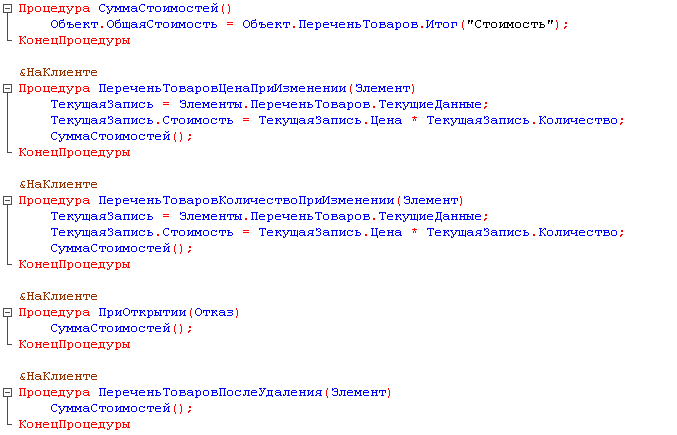 Процедура СуммаСтоимостей()
    Объект.ОбщаяСтоимость = Объект.ПереченьТоваров.Итог("Стоимость");
КонецПроцедуры

&НаКлиенте
Процедура ПереченьТоваровЦенаПриИзменении(Элемент)
    ТекущаяЗапись = Элементы.ПереченьТоваров.ТекущиеДанные;
    ТекущаяЗапись.Стоимость = ТекущаяЗапись.Цена * ТекущаяЗапись.Количество;
    СуммаСтоимостей();
КонецПроцедуры

&НаКлиенте
Процедура ПереченьТоваровКоличествоПриИзменении(Элемент)
    ТекущаяЗапись = Элементы.ПереченьТоваров.ТекущиеДанные;
    ТекущаяЗапись.Стоимость = ТекущаяЗапись.Цена * ТекущаяЗапись.Количество;
    СуммаСтоимостей();
КонецПроцедуры

&НаКлиенте
Процедура ПриОткрытии(Отказ)
    СуммаСтоимостей();
КонецПроцедуры

&НаКлиенте
Процедура ПереченьТоваровПослеУдаления(Элемент)
    СуммаСтоимостей();
КонецПроцедуры